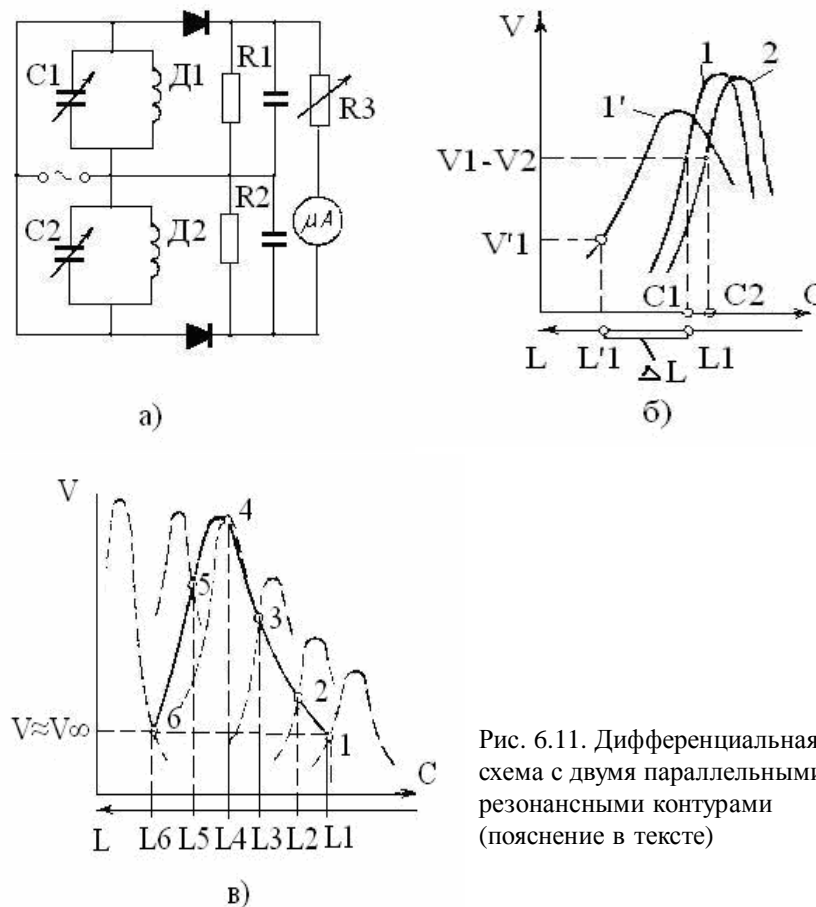 C1
Д1
R1
R3
~
C2
Д2
R2
μA
а)
V
1
2
1'
V1-V2
V'1
C1
C2
C
L
L'1
ΔL
L1
б)
V
4
5
3
6
2
1
V≈V∞
C
L L6 L5 L4 L3 L2 L1
в)
Рис. 6.11. Дифференциальная
схема с двумя параллельными
резонансными контурами
(пояснение в тексте)